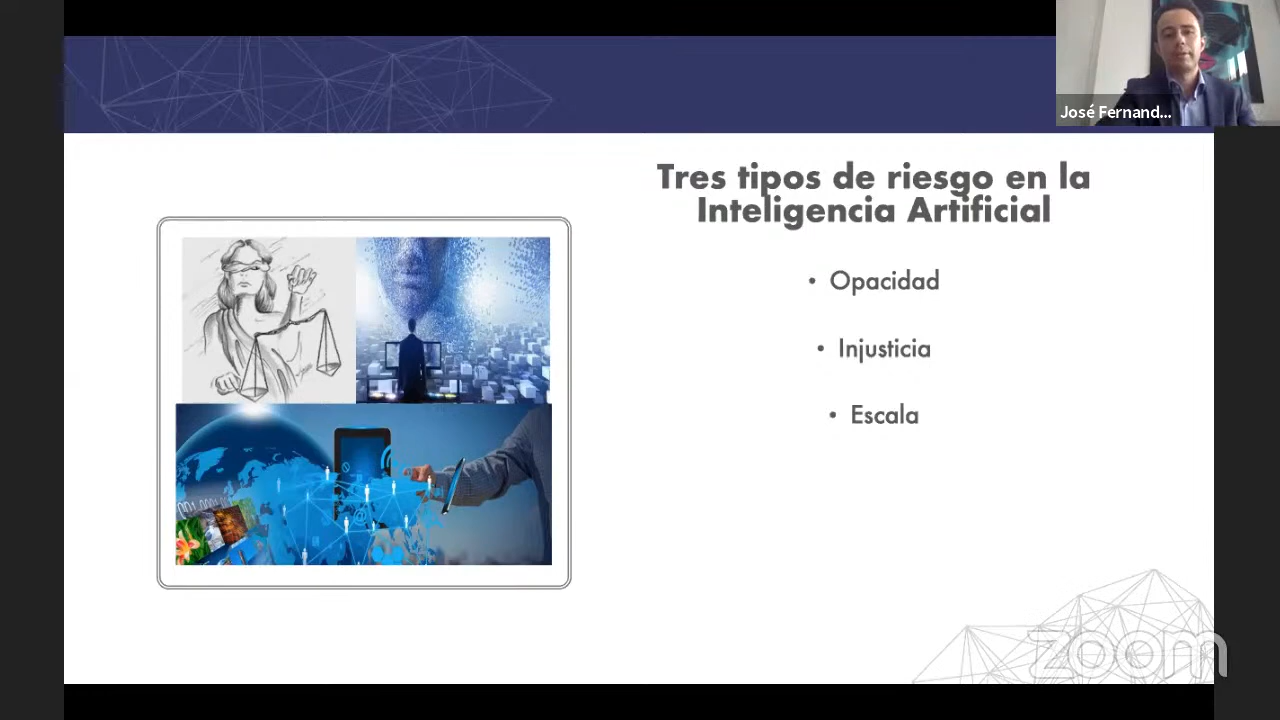 José Fernand...
Tres tipos de riesgo en la
Inteligencia Artificial
• Opacidad
• Injusticia
• Escala
zoom